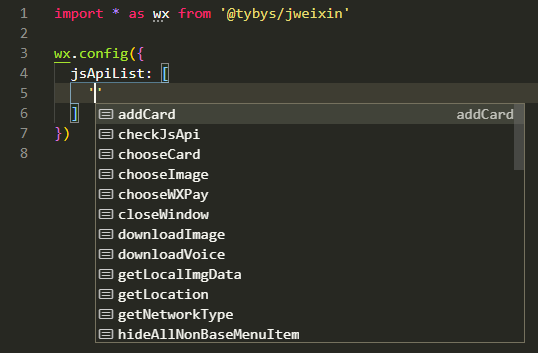 1 import * as wx from '@tybys/jweixin'
2
3 wx.config({
4 jsApiList: [
5 ''
6 ]
7 })
8
addCard addCard
checkJsApi
chooseCard
chooseImage
chooseWXPay
closeWindow
downloadImage
downloadVoice
getLocalImgData
getLocation
getNetworkType
hideAllNonBaseMenuItem